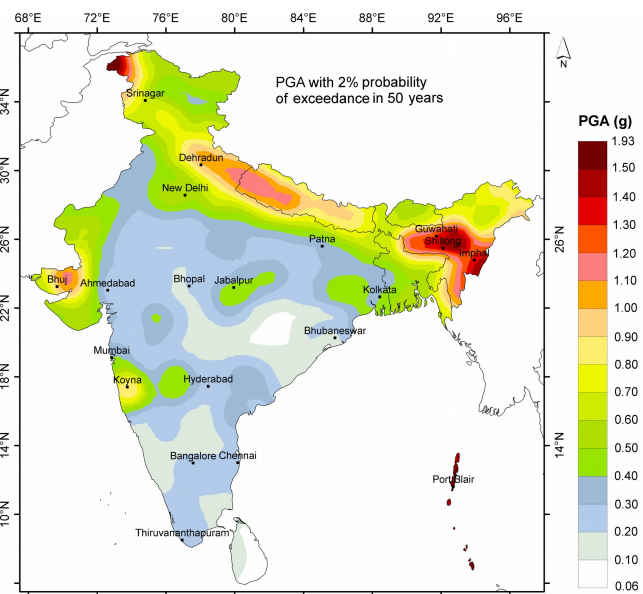 68°E 72°E 76°E 80°E 84°E 88°E 92°E 96°E
PGA with 2% probability
of exceedance in 50 years
N
PGA (g)
1.93
1.50
1.40
1.30
1.20
1.10
1.00
0.90
0.80
0.70
0.60
0.50
0.40
0.30
0.20
0.10
0.06
34°N
30°N
26°N
22°N
18°N
14°N
10°N
14°N
Srinagar
Dehradun
New Delhi
Guwahati
Patna
Shillong
Imphal
Bhuj
Ahmedabad
Bhopal
Jabalpur
Kolkata
Bhubaneswar
Mumbai
Koyna
Hyderabad
Bangalore
Chennai
Port Blair
Thiruvananthapuram